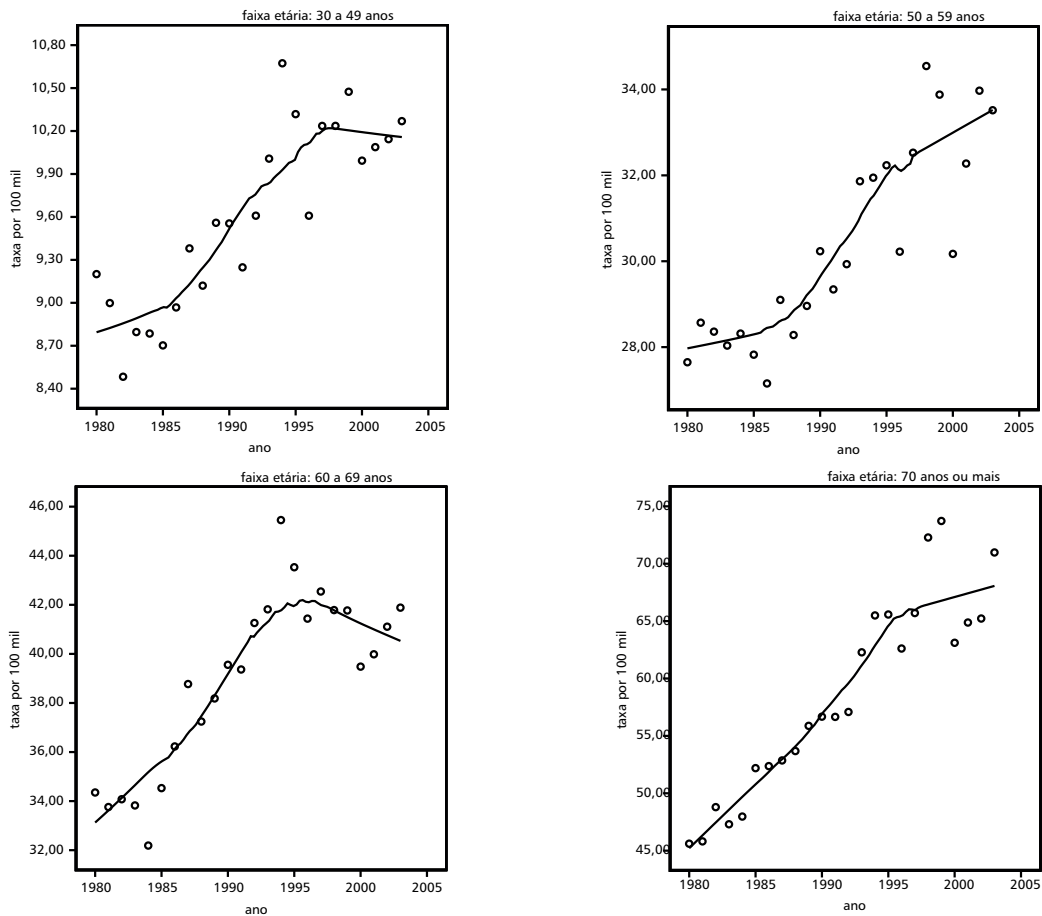 faixa etária: 30 a 49 anos
10,80
10,50
10,20
9,90
9,60
9,30
9,00
8,70
8,40
taxa por 100 mil
1980 1985 1990 1995 2000 2005
ano
faixa etária: 50 a 59 anos
34,00
32,00
30,00
28,00
taxa por 100 mil
1980 1985 1990 1995 2000 2005
ano
faixa etária: 60 a 69 anos
46,00
44,00
42,00
40,00
38,00
36,00
34,00
32,00
taxa por 100 mil
1980 1985 1990 1995 2000 2005
ano
faixa etária: 70 anos ou mais
75,00
70,00
65,00
60,00
55,00
50,00
45,00
taxa por 100 mil
1980 1985 1990 1995 2000 2005
ano